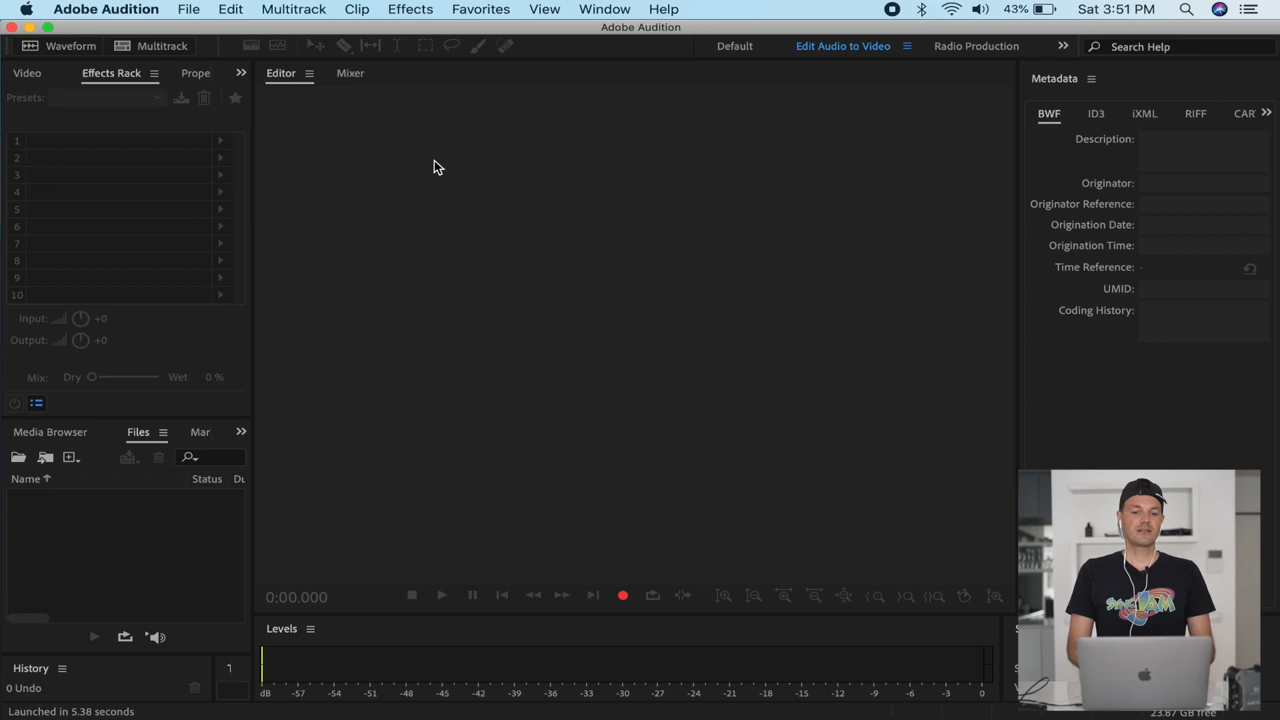 Adobe Audition File Edit Multitrack Clip Effects Favorites View Window Help 43% Sat 3:51 PM
Adobe Audition
Waveform Multitrack Default Edit Audio to Video Radio Production Search Help
Video Effects Rack Prope
Editor Mixer
Metadata
Presets:
BWF ID3 iXML RIFF CAR
1
2
3
4
5
6
7
8
9
10
Description:
Originator:
Originator Reference:
Origination Date:
Origination Time:
Time Reference: -
UMID:
Coding History:
Input: +0
Output: +0
Mix: Dry Wet 0 %
Media Browser Files Mar
Name Status Du
0:00.000
Levels
dB -57 -54 -51 -48 -45 -42 -39 -36 -33 -30 -27 -24 -21 -18 -15 -12 -9 -6 -3 0
History
0 Undo
Launched in 5.38 seconds
23.87 GB free
SYNC JAM